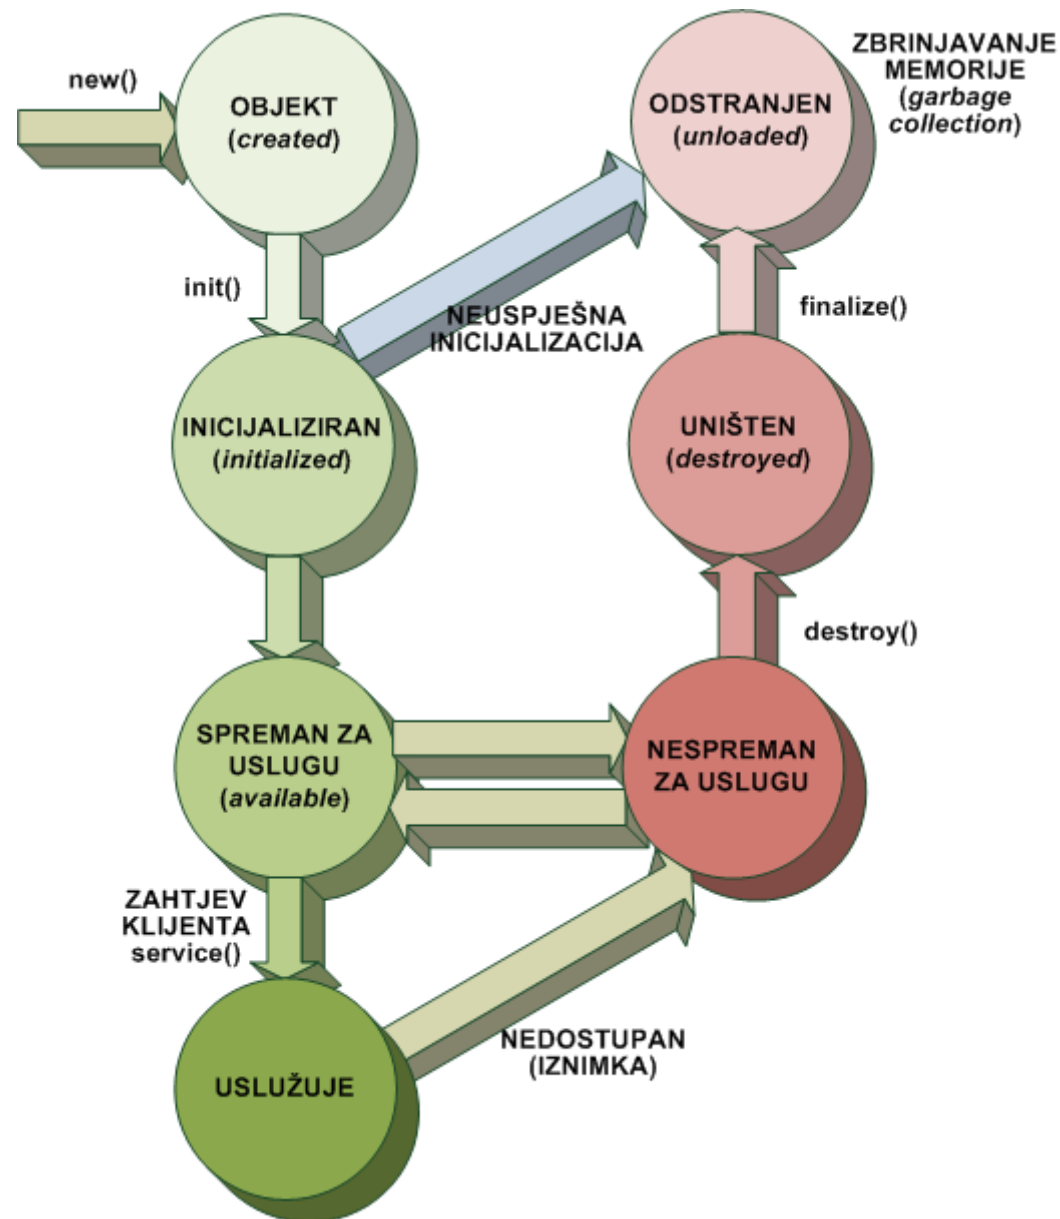 new()
OBJEKT
(created)
ODSTRANJEN
(unloaded)
ZBRINJAVANJE
MEMORIJE
(garbage
collection)
init()
NEUSPJEŠNA
INICIJALIZACIJA
finalize()
INICIJALIZIRAN
(initialized)
UNIŠTEN
(destroyed)
destroy()
SPREMAN ZA
USLUGU
(available)
NESPREMAN
ZA USLUGU
ZAHTJEV
KLIJENTA
service()
NEDOSTUPAN
(IZNIMKA)
USLUŽUJE